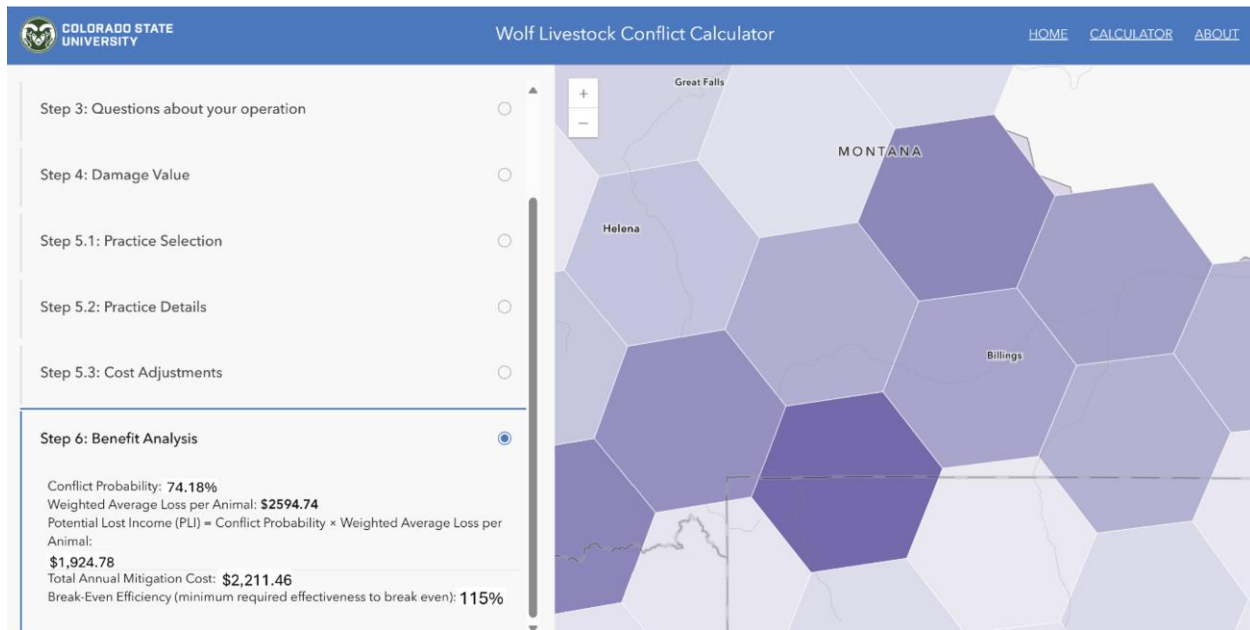 COLORADO STATE
UNIVERSITY
Wolf Livestock Conflict Calculator
HOME CALCULATOR ABOUT
Step 3: Questions about your operation
Step 4: Damage Value
Step 5.1: Practice Selection
Step 5.2: Practice Details
Step 5.3: Cost Adjustments
Step 6: Benefit Analysis
Conflict Probability: 74.18%
Weighted Average Loss per Animal: $2594.74
Potential Lost Income (PLI) = Conflict Probability × Weighted Average Loss per
Animal:
$1,924.78
Total Annual Mitigation Cost: $2,211.46
Break-Even Efficiency (minimum required effectiveness to break even): 115%
+
−
Great Falls
MONTANA
Helena
Billings